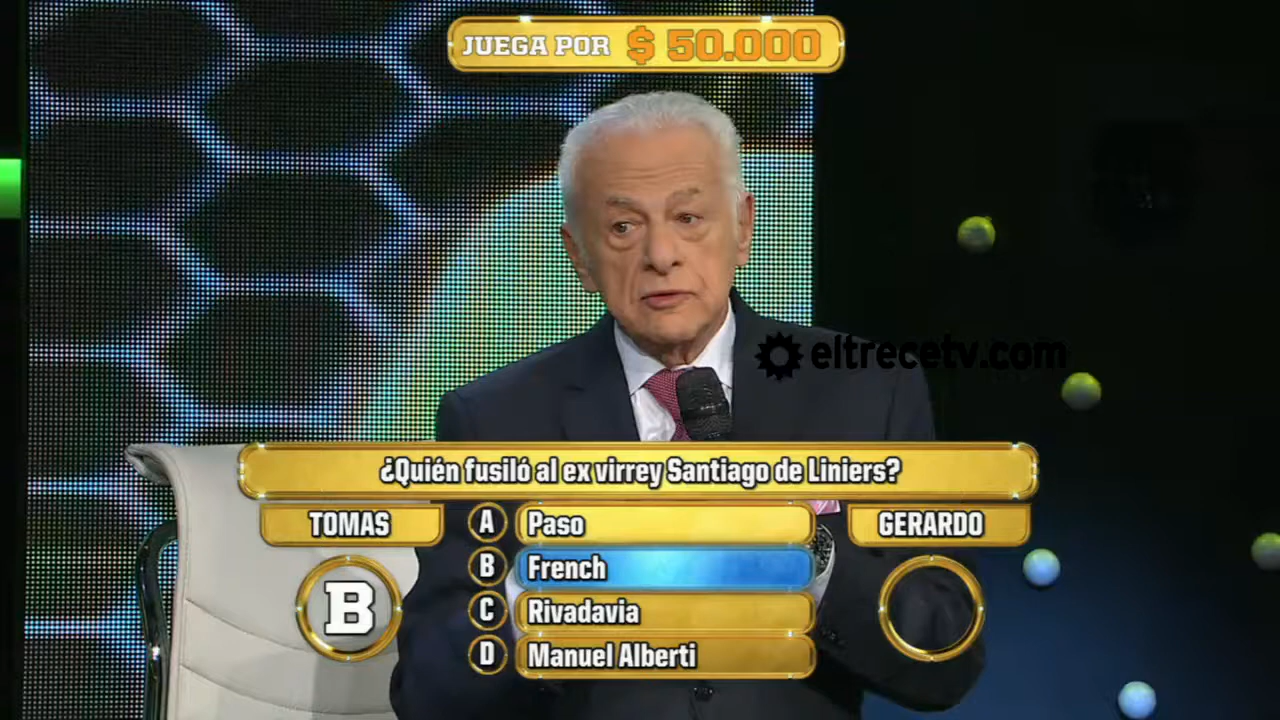 JUEGA POR $ 50.000
eltrecetv.com
¿Quién fusiló al ex virrey Santiago de Liniers?
TOMAS
A Paso
GERARDO
B French
B
C Rivadavia
D Manuel Alberti